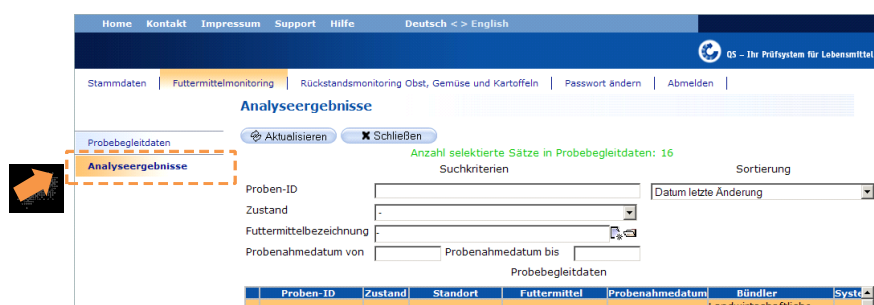 Home Kontakt Impressum Support Hilfe Deutsch < > English
QS – Ihr Prüfsystem für Lebensmittel
Stammdaten | Futtermittelmonitoring | Rückstandsmonitoring Obst, Gemüse und Kartoffeln | Passwort ändern | Abmelden |
Analyseergebnisse
Probebegleitdaten
Aktualisieren Schließen
Anzahl selektierte Sätze in Probebegleitdaten: 16
Analyseergebnisse
Suchkriterien Sortierung
Proben-ID Datum letzte Änderung
Zustand -
Futtermittelbezeichnung -
Probenahmedatum von Probenahmedatum bis
Probebegleitdaten
Proben-ID Zustand Standort Futtermittel Probenahmedatum Bündler Syste